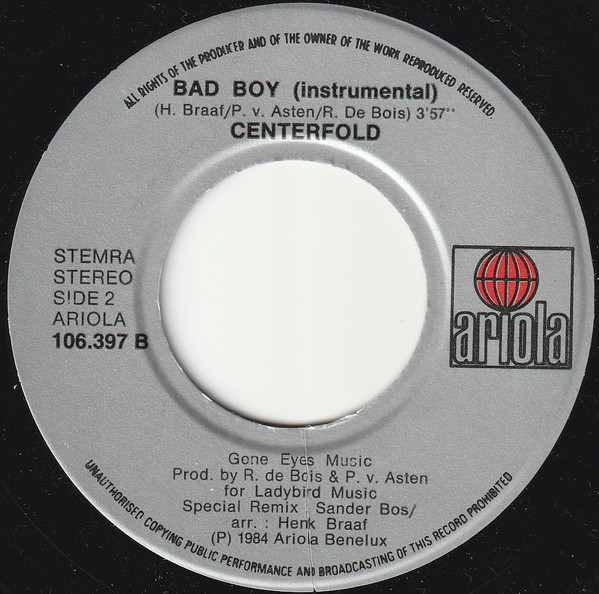 ALL RIGHTS OF THE PRODUCER AND OF THE OWNER OF THE WORK REPRODUCED RESERVED
BAD BOY (instrumental)
(H. Braaf/P. v. Asten/R. De Bois) 3'57''
CENTERFOLD
STEMRA
STEREO
SIDE 2
ARIOLA
106.397 B
ariola
Gone Eyes Music
Prod. by R. de Bois & P. v. Asten
for Ladybird Music
Special Remix Sander Bos/
arr. : Henk Braaf
(P) 1984 Ariola Benelux
UNAUTHORISED COPYING PUBLIC PERFORMANCE AND BROADCASTING OF THIS RECORD PROHIBITED